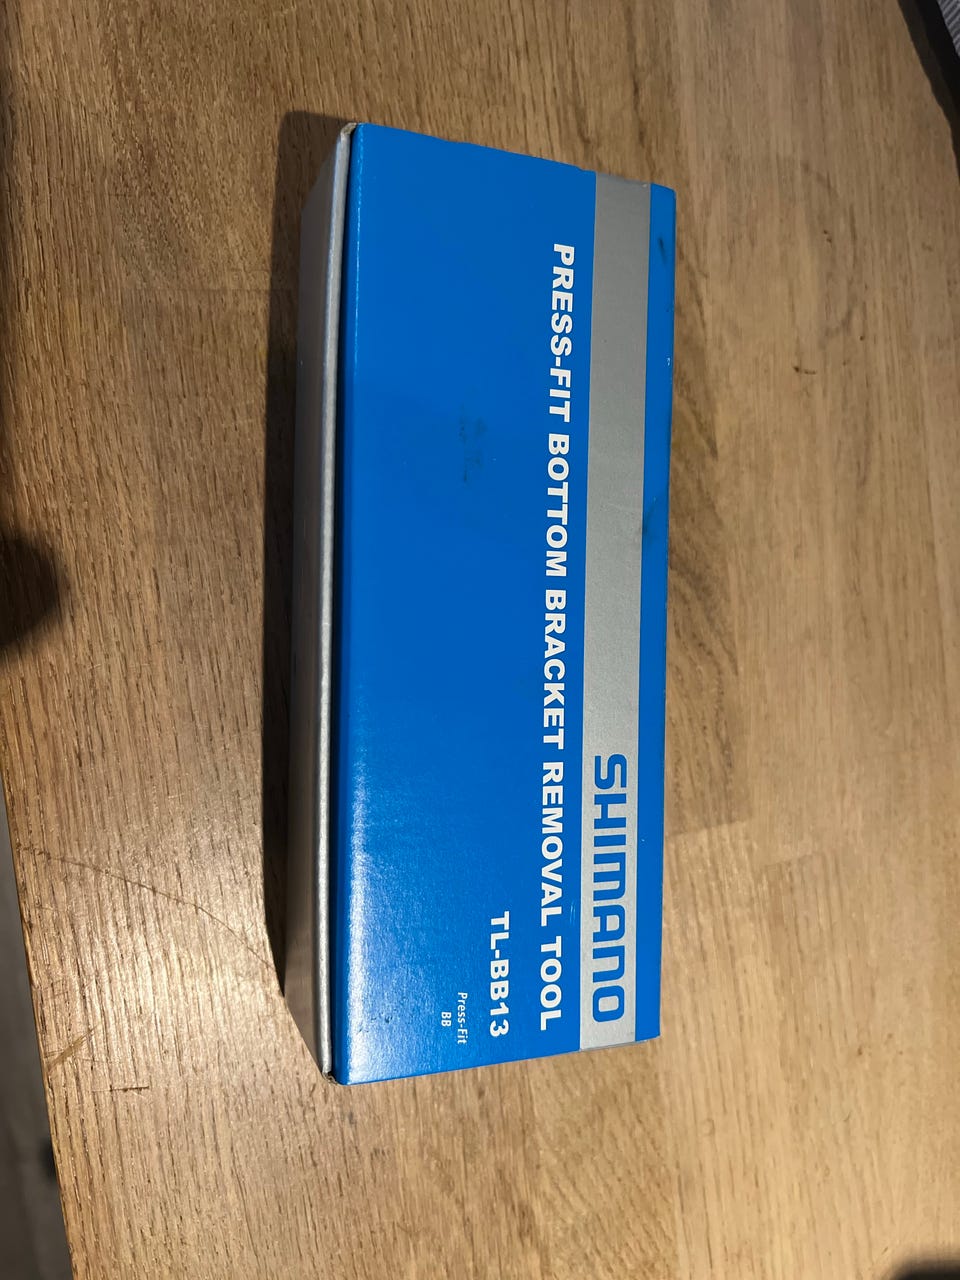 SHIMANO
PRESS-FIT BOTTOM BRACKET REMOVAL TOOL
TL-BB13
Press-Fit
BB